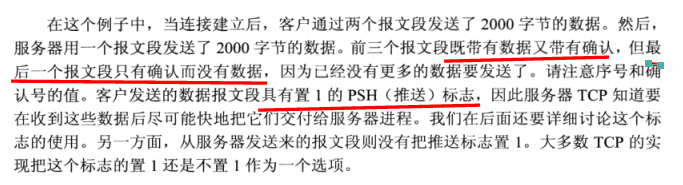 在这个例子中，当连接建立后，客户通过两个报文段发送了 2000 字节的数据。然后，
服务器用一个报文段发送了 2000 字节的数据。前三个报文段既带有数据又带有确认，但最
后一个报文段只有确认而没有数据，因为已经没有更多的数据要发送了。请注意序号和确
认号的值。客户发送的数据报文段具有置 1 的 PSH（推送）标志，因此服务器 TCP 知道要
在收到这些数据后尽可能快地把它们交付给服务器进程。我们在后面还要详细讨论这个标
志的使用。另一方面，从服务器发送来的报文段则没有把推送标志置 1。大多数 TCP 的实
现把这个标志的置 1 还是不置 1 作为一个选项。